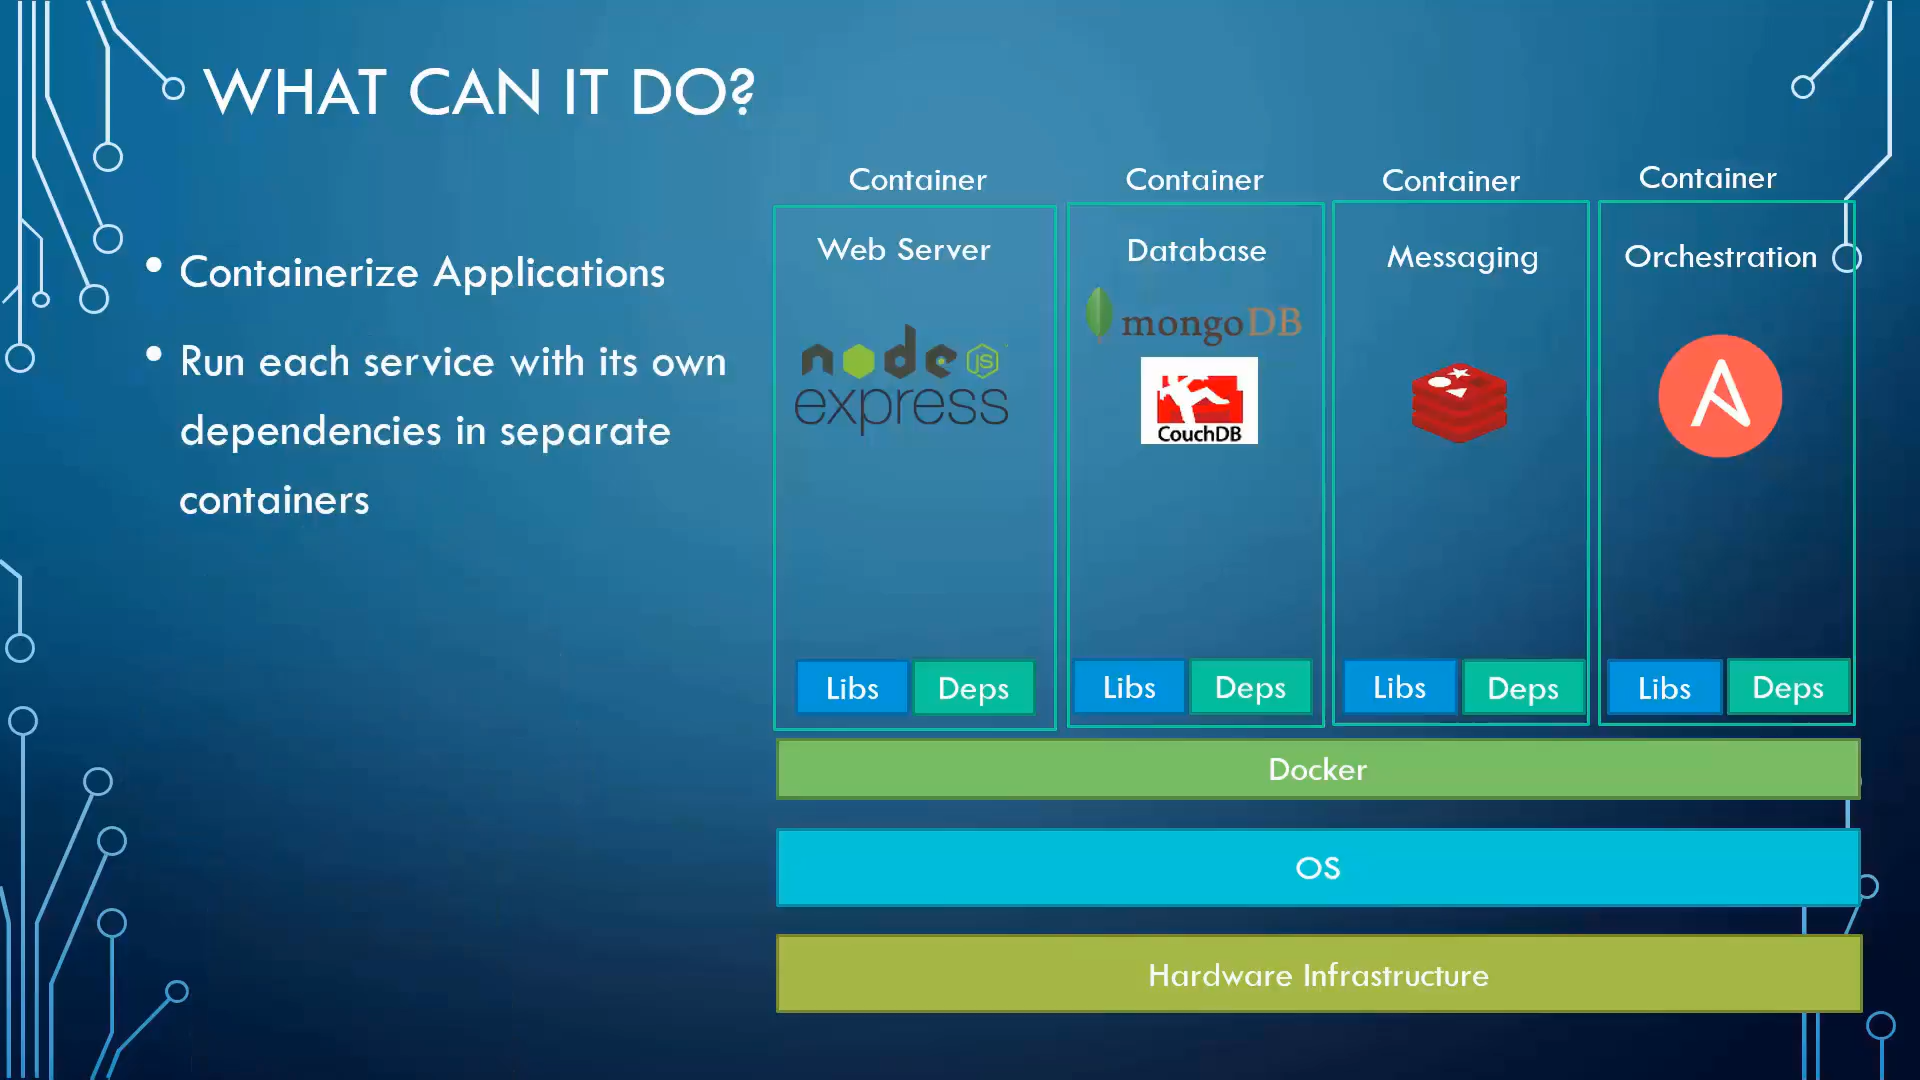 WHAT CAN IT DO?
• Containerize Applications
• Run each service with its own
dependencies in separate
containers
Container
Container
Container
Container
Web Server
Database
Messaging
Orchestration
node JS
express
mongoDB
CouchDB
Libs
Deps
Libs
Deps
Libs
Deps
Libs
Deps
Docker
OS
Hardware Infrastructure